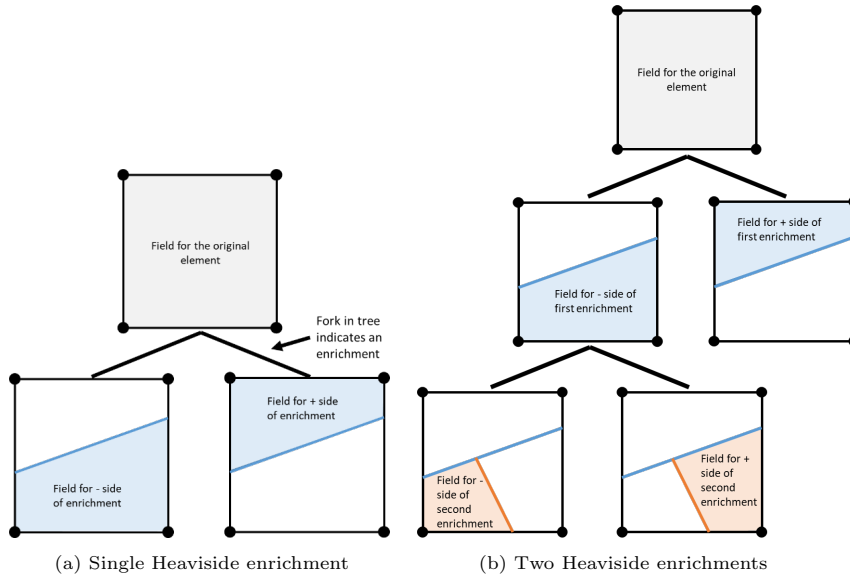 Field for the original
element
Fork in tree
indicates an
enrichment
Field for - side
of enrichment
Field for + side
of enrichment
(a) Single Heaviside enrichment
Field for the original
element
Field for - side of
first enrichment
Field for + side of
first enrichment
Field for -
side of
second
enrichment
Field for +
side of
second
enrichment
(b) Two Heaviside enrichments